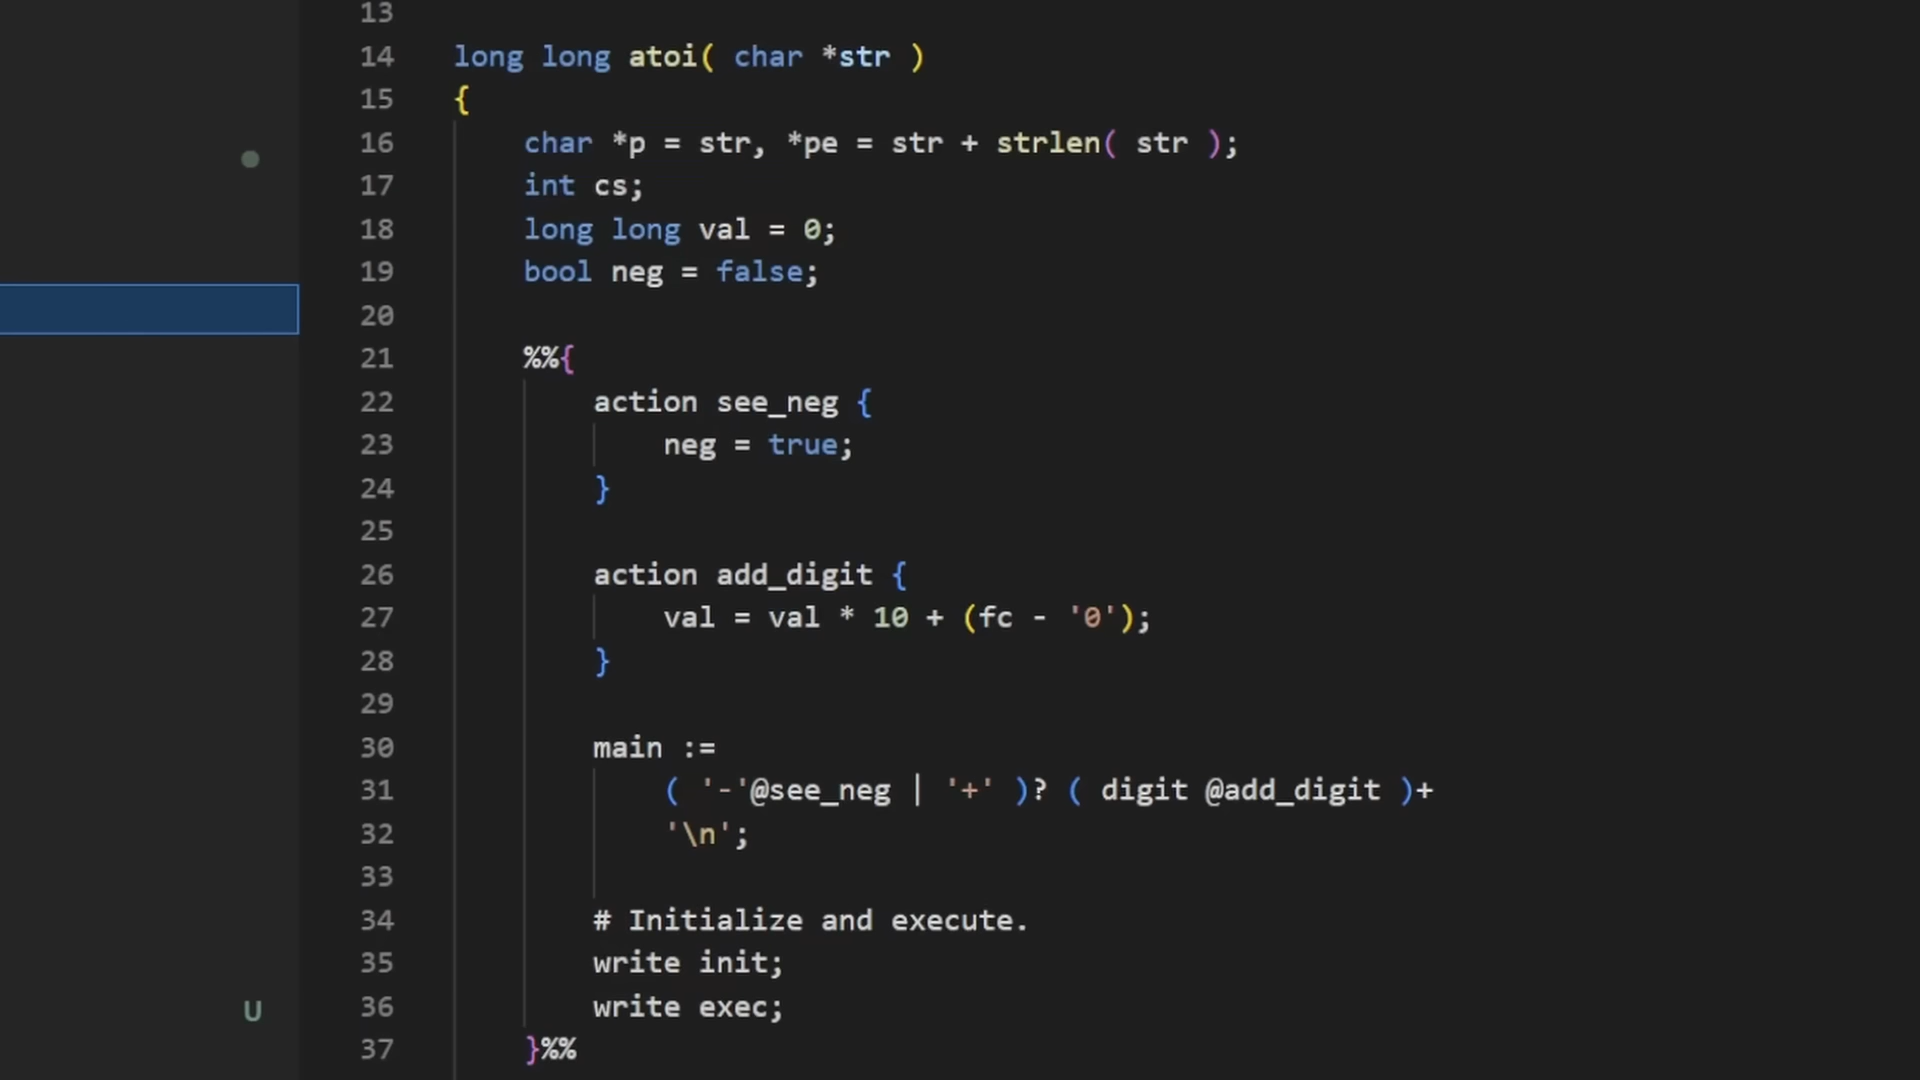 13
14 long long atoi( char *str )
15 {
16 char *p = str, *pe = str + strlen( str );
17 int cs;
18 long long val = 0;
19 bool neg = false;
20
21 %%{
22 action see_neg {
23 neg = true;
24 }
25
26 action add_digit {
27 val = val * 10 + (fc - '0');
28 }
29
30 main :=
31 ( '-'@see_neg | '+' )? ( digit @add_digit )+
32 '\n';
33
34 # Initialize and execute.
35 write init;
36 write exec;
37 }%%
U